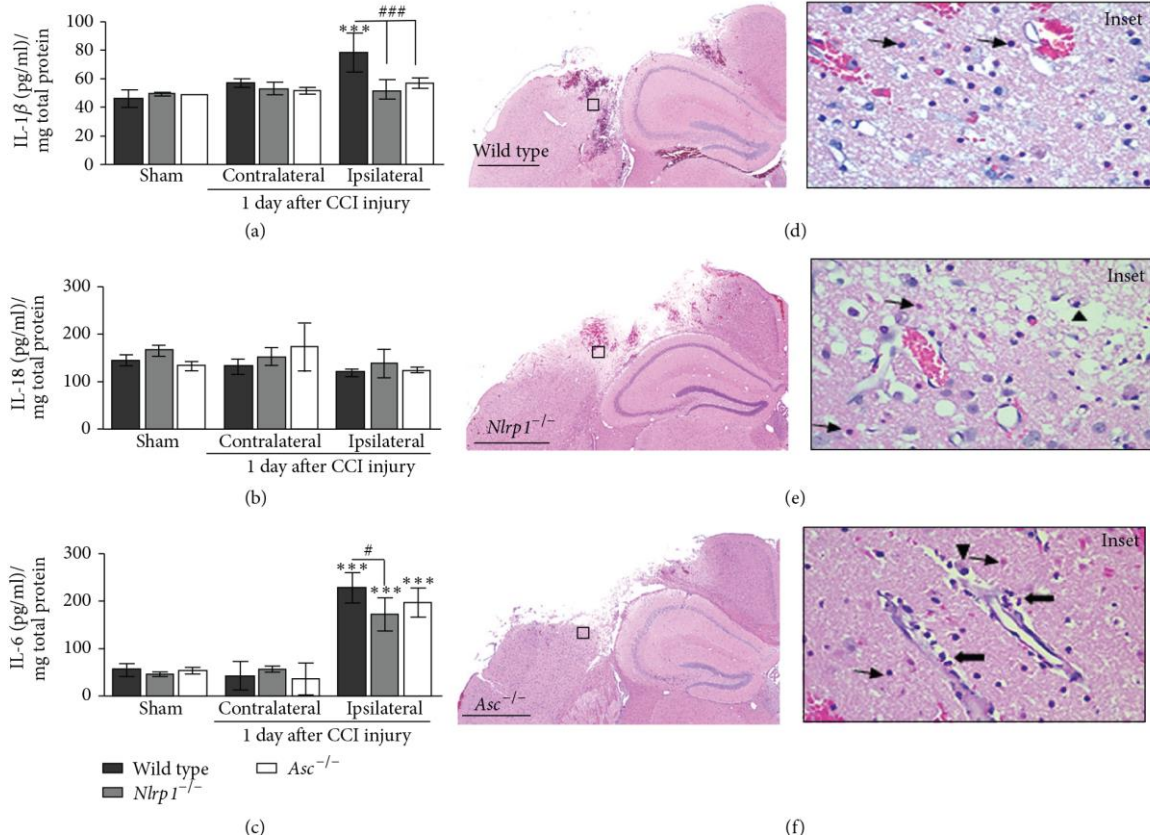 IL-1β (pg/ml)/
mg total protein
100
80
60
40
20
0
***
###
Sham
Contralateral
Ipsilateral
1 day after CCI injury
(a)
Wild type
Inset
(d)
IL-18 (pg/ml)/
mg total protein
300
200
100
0
Sham
Contralateral
Ipsilateral
1 day after CCI injury
(b)
Nlrp1−/−
Inset
(e)
IL-6 (pg/ml)/
mg total protein
300
200
100
0
***
#
***
***
Sham
Contralateral
Ipsilateral
1 day after CCI injury
Wild type
Nlrp1−/−
Asc−/−
(c)
Asc−/−
Inset
(f)